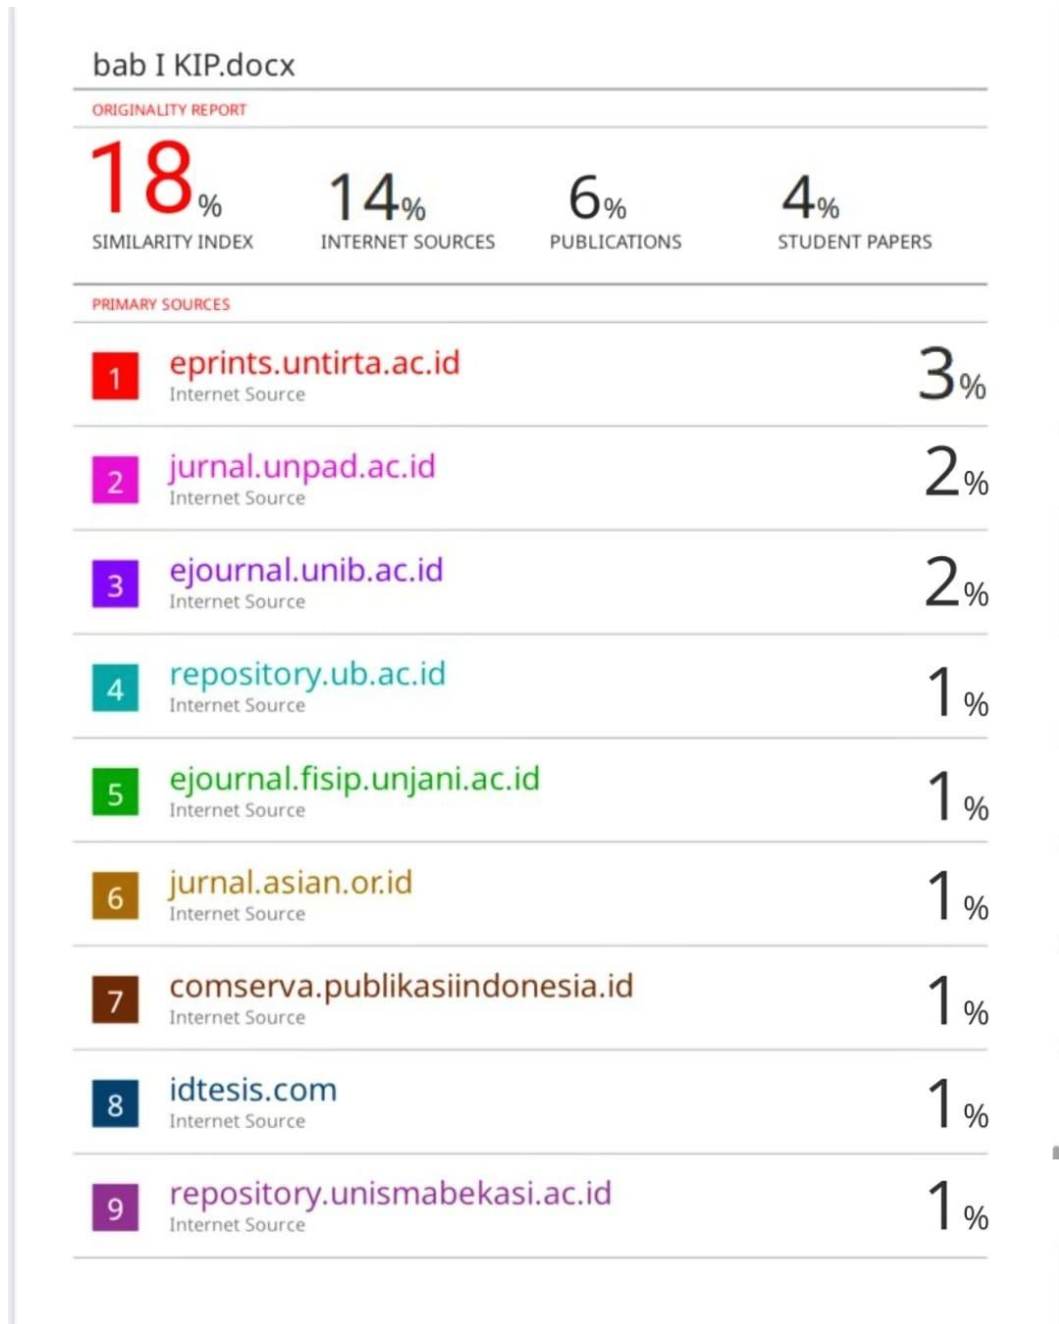 bab I KIP.docx
ORIGINALITY REPORT
18% 14% 6% 4%
SIMILARITY INDEX INTERNET SOURCES PUBLICATIONS STUDENT PAPERS
PRIMARY SOURCES
1 eprints.untirta.ac.id 3%
Internet Source
2 jurnal.unpad.ac.id 2%
Internet Source
3 ejournal.unib.ac.id 2%
Internet Source
4 repository.ub.ac.id 1%
Internet Source
5 ejournal.fisip.unjani.ac.id 1%
Internet Source
6 jurnal.asian.or.id 1%
Internet Source
7 comserva.publikasiindonesia.id 1%
Internet Source
8 idtesis.com 1%
Internet Source
9 repository.unismabekasi.ac.id 1%
Internet Source